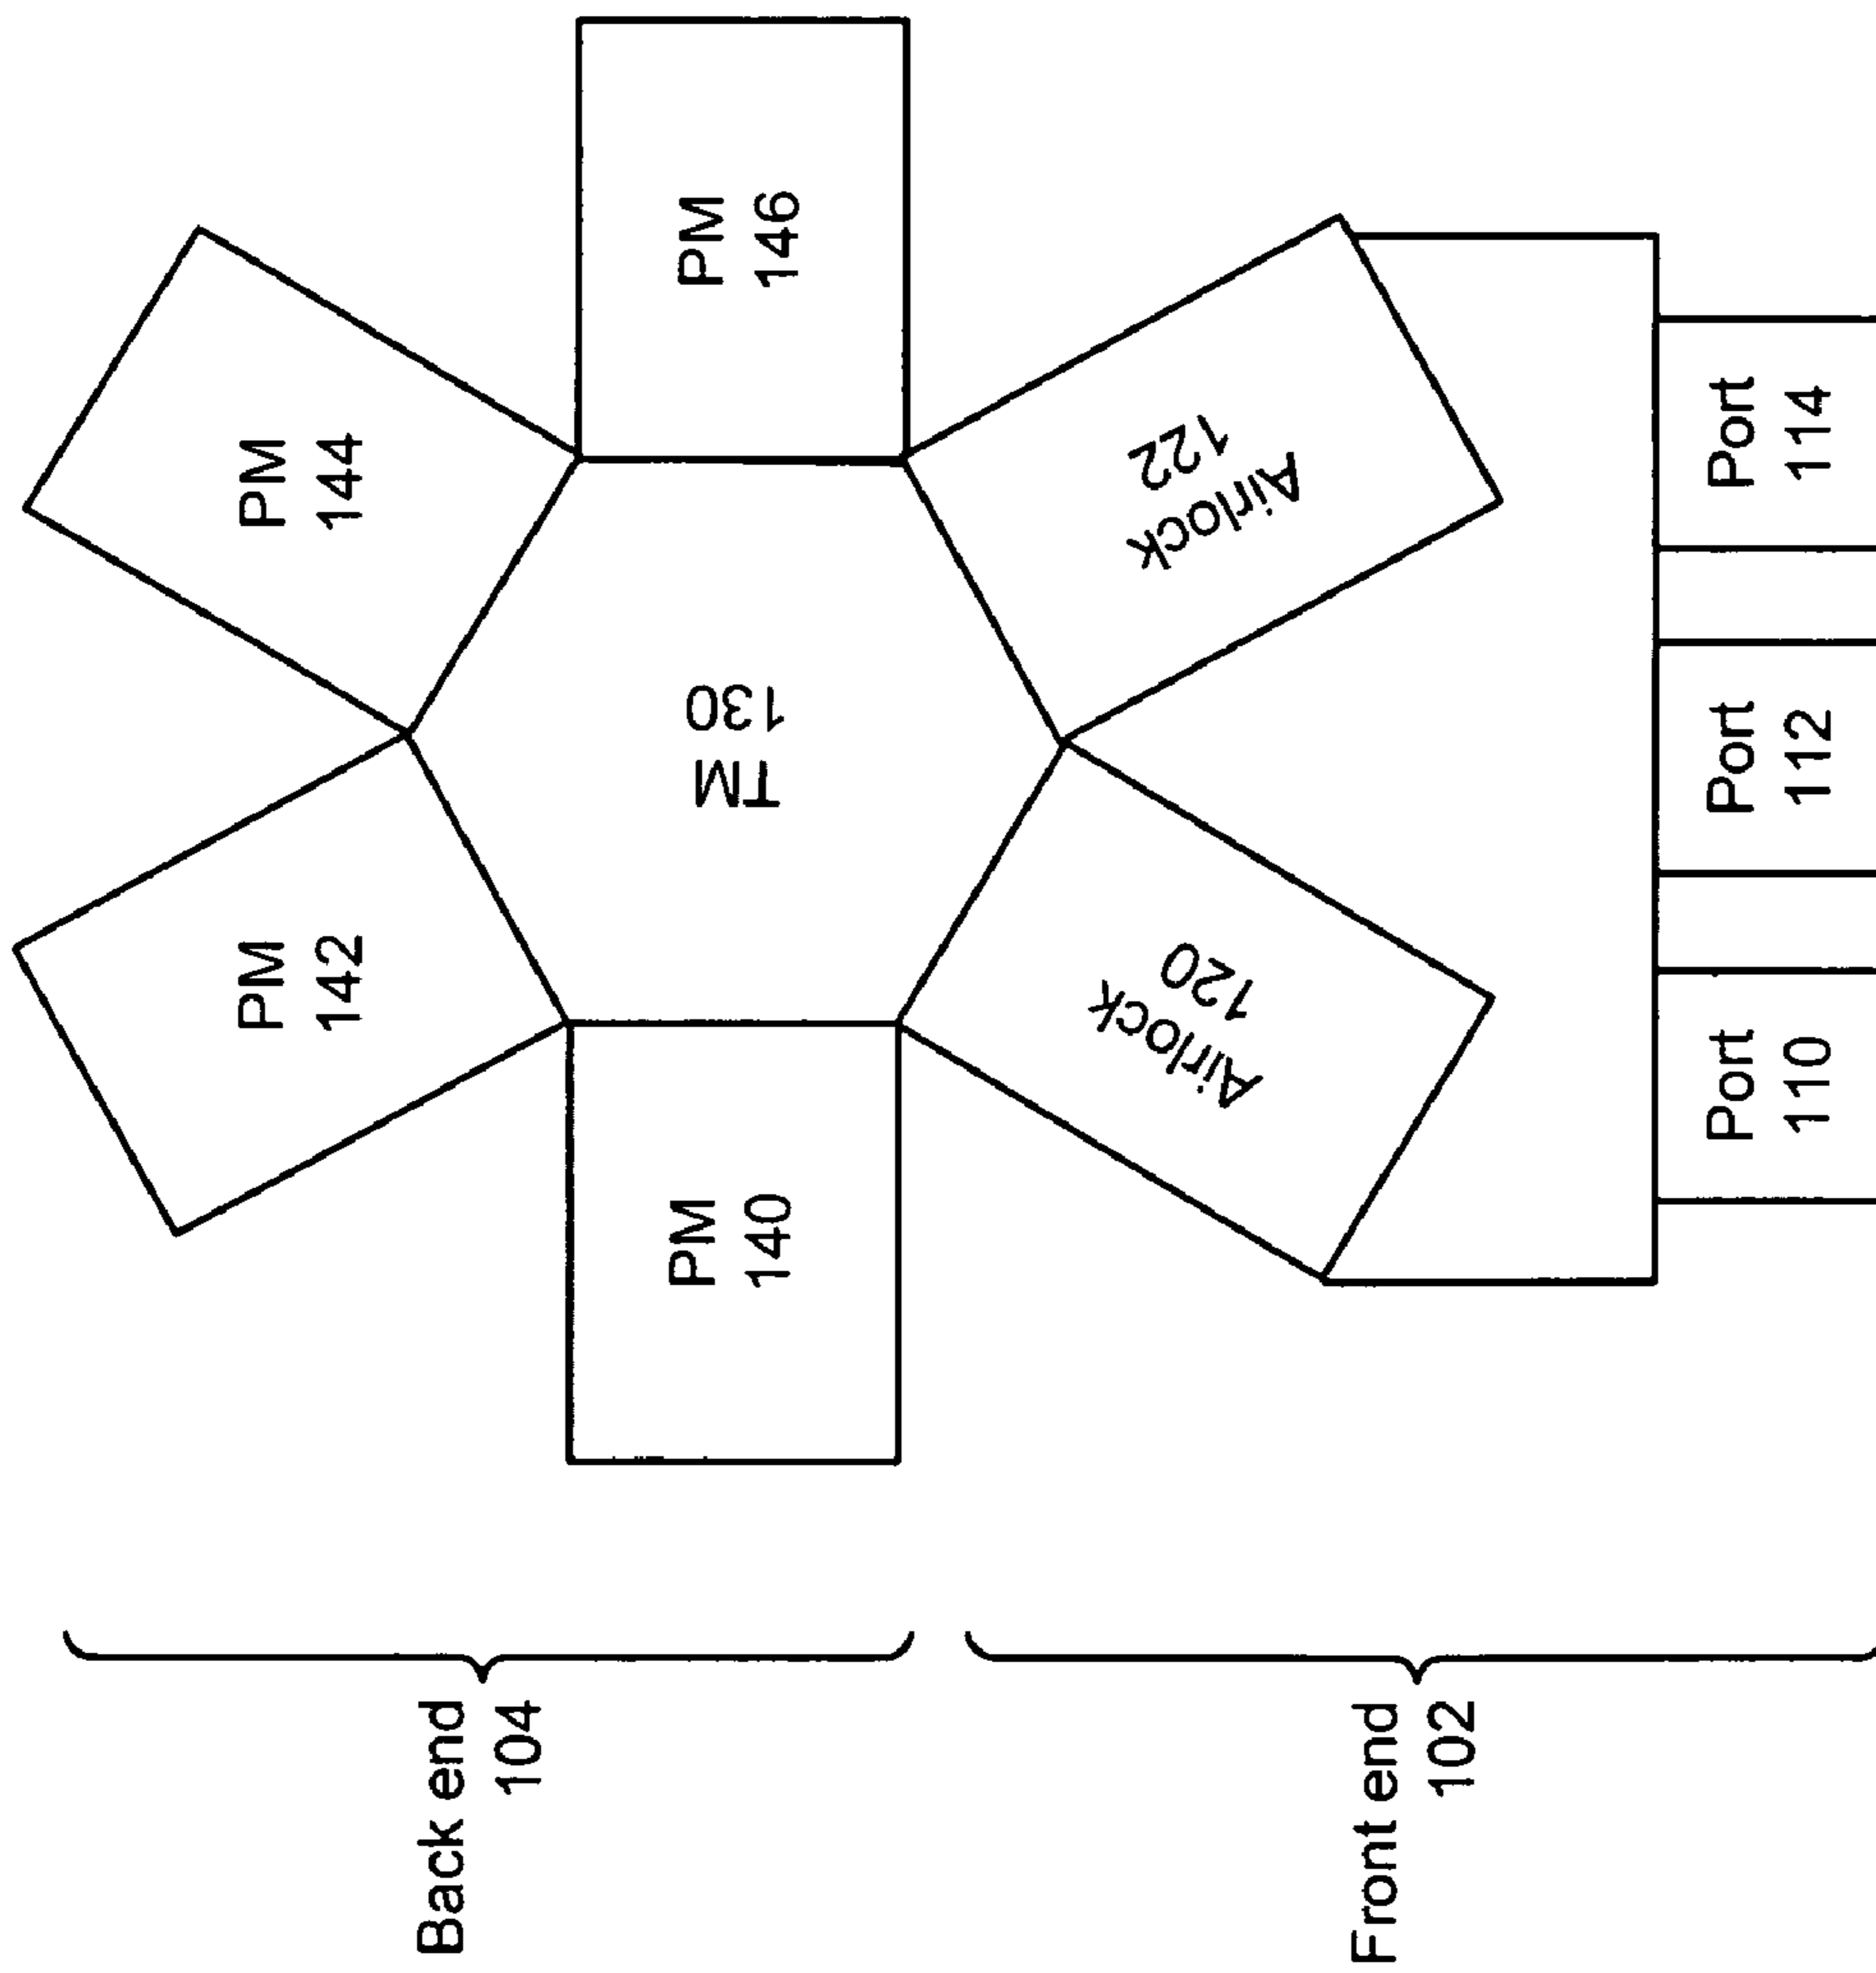 Back end
104
Front end
102
PM
140
PM
142
PM
144
PM
146
TM
130
Airlock
120
Airlock
122
Port
110
Port
112
Port
114